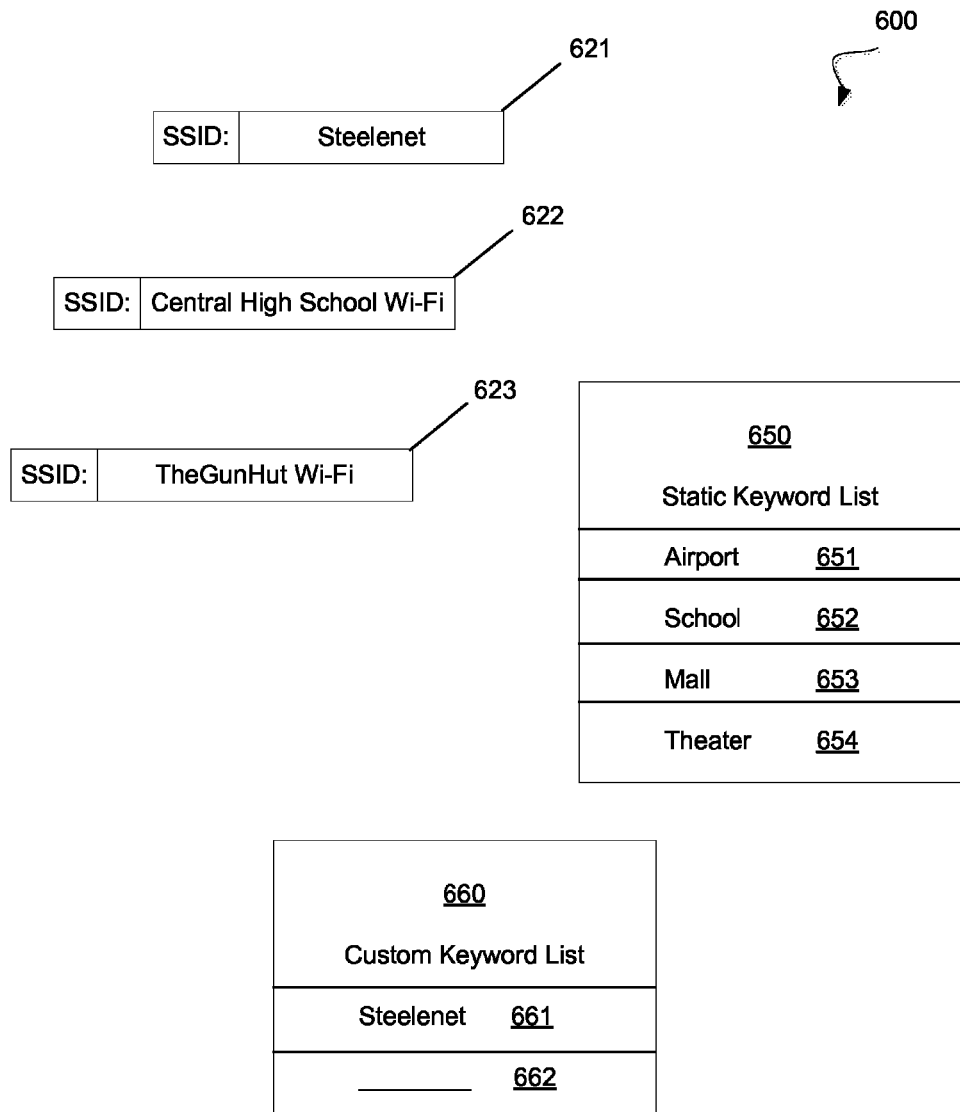 600
621
SSID: Steelenet
622
SSID: Central High School Wi-Fi
623
SSID: TheGunHut Wi-Fi
650
Static Keyword List
Airport 651
School 652
Mall 653
Theater 654
660
Custom Keyword List
Steelenet 661
________ 662